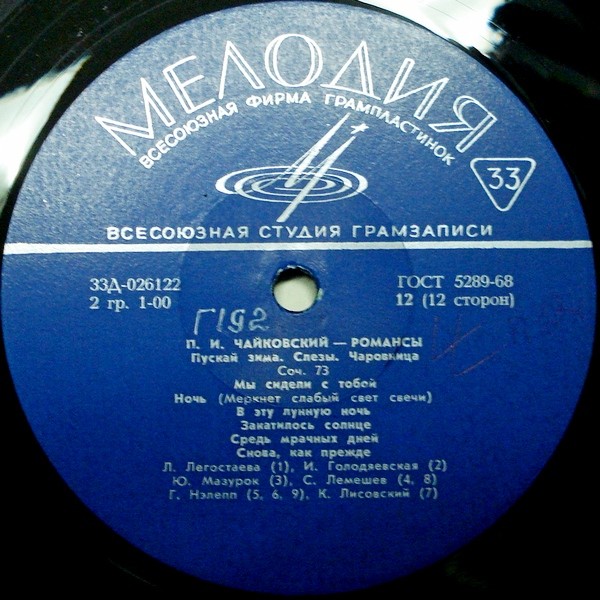 МЕЛОДИЯ
ВСЕСОЮЗНАЯ ФИРМА ГРАМПЛАСТИНОК
33
ВСЕСОЮЗНАЯ СТУДИЯ ГРАМЗАПИСИ
33Д-026122 ГОСТ 5289-68
2 гр. 1-00 12 (12 сторон)
Г192
П. И. ЧАЙКОВСКИЙ — РОМАНСЫ
Пускай зима. Слезы. Чаровница
Соч. 73
Мы сидели с тобой
Ночь (Меркнет слабый свет свечи)
В эту лунную ночь
Закатилось солнце
Средь мрачных дней
Снова, как прежде
Л. Легостаева (1), И. Голодяевская (2)
Ю. Мазурок (3), С. Лемешев (4, 8)
Г. Нэлепп (5, 6, 9), К. Лисовский (7)